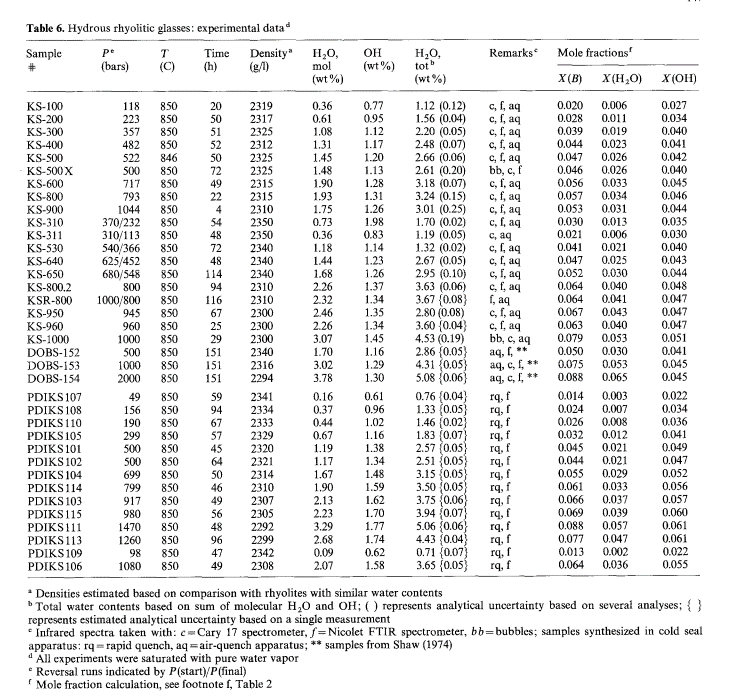 Table 6. Hydrous rhyolitic glasses: experimental data d
Sample # P e (bars) T (C) Time (h) Density a (g/l) H2O, mol (wt%) OH (wt%) H2O, tot b (wt%) Remarks c Mole fractions f X(B) X(H2O) X(OH)
KS-100 118 850 20 2319 0.36 0.77 1.12 (0.12) c, f, aq 0.020 0.006 0.027
KS-200 223 850 50 2317 0.61 0.95 1.56 (0.04) c, f, aq 0.028 0.011 0.034
KS-300 357 850 51 2325 1.08 1.12 2.20 (0.05) c, f, aq 0.039 0.019 0.040
KS-400 482 850 52 2312 1.31 1.17 2.48 (0.07) c, f, aq 0.044 0.023 0.041
KS-500 522 846 50 2325 1.45 1.20 2.66 (0.06) c, f, aq 0.047 0.026 0.042
KS-500X 500 850 72 2325 1.48 1.13 2.61 (0.20) bb, c, f 0.046 0.026 0.040
KS-600 717 850 49 2315 1.90 1.28 3.18 (0.07) c, f, aq 0.056 0.033 0.045
KS-800 793 850 22 2315 1.93 1.31 3.24 (0.15) c, f, aq 0.057 0.034 0.046
KS-900 1044 850 4 2310 1.75 1.26 3.01 (0.25) c, f, aq 0.053 0.031 0.044
KS-310 370/232 850 54 2350 0.73 1.98 1.70 (0.02) c, f, aq 0.030 0.013 0.035
KS-311 310/113 850 48 2350 0.36 0.83 1.19 (0.05) c, aq 0.021 0.006 0.030
KS-530 540/366 850 72 2340 1.18 1.14 1.32 (0.02) c, f, aq 0.041 0.021 0.040
KS-640 625/452 850 48 2340 1.44 1.23 2.67 (0.05) c, f, aq 0.047 0.025 0.043
KS-650 680/548 850 114 2340 1.68 1.26 2.95 (0.10) c, f, aq 0.052 0.030 0.044
KS-800.2 800 850 94 2310 2.26 1.37 3.63 (0.06) c, f, aq 0.064 0.040 0.048
KSR-800 1000/800 850 116 2310 2.32 1.34 3.67 {0.08} f, aq 0.064 0.041 0.047
KS-950 945 850 67 2300 2.46 1.35 2.80 (0.08) c, f, aq 0.067 0.043 0.047
KS-960 960 850 25 2300 2.26 1.34 3.60 {0.04} c, f, aq 0.063 0.040 0.047
KS-1000 1000 850 29 2300 3.07 1.45 4.53 (0.19) bb, c, aq 0.079 0.053 0.051
DOBS-152 500 850 151 2340 1.70 1.16 2.86 {0.05} aq, f, ** 0.050 0.030 0.041
DOBS-153 1000 850 151 2316 3.02 1.29 4.31 {0.05} aq, c, f, ** 0.075 0.053 0.045
DOBS-154 2000 850 151 2294 3.78 1.30 5.08 {0.06} aq, c, f, ** 0.088 0.065 0.045
PDIKS107 49 850 59 2341 0.16 0.61 0.76 {0.04} rq, f 0.014 0.003 0.022
PDIKS108 156 850 94 2334 0.37 0.96 1.33 {0.05} rq, f 0.024 0.007 0.034
PDIKS110 190 850 67 2333 0.44 1.02 1.46 {0.02} rq, f 0.026 0.008 0.036
PDIKS105 299 850 57 2329 0.67 1.16 1.83 {0.07} rq, f 0.032 0.012 0.041
PDIKS101 500 850 45 2320 1.19 1.38 2.57 {0.05} rq, f 0.045 0.021 0.049
PDIKS102 500 850 64 2321 1.17 1.34 2.51 {0.05} rq, f 0.044 0.021 0.047
PDIKS104 699 850 50 2314 1.67 1.48 3.15 {0.05} rq, f 0.055 0.029 0.052
PDIKS114 799 850 46 2310 1.90 1.59 3.50 {0.05} rq, f 0.061 0.033 0.056
PDIKS103 917 850 49 2307 2.13 1.62 3.75 {0.06} rq, f 0.066 0.037 0.057
PDIKS115 980 850 56 2305 2.23 1.70 3.94 {0.07} rq, f 0.069 0.039 0.060
PDIKS111 1470 850 48 2292 3.29 1.77 5.06 {0.06} rq, f 0.088 0.057 0.061
PDIKS113 1260 850 96 2299 2.68 1.74 4.43 {0.04} rq, f 0.077 0.047 0.061
PDIKS109 98 850 47 2342 0.09 0.62 0.71 {0.07} rq, f 0.013 0.002 0.022
PDIKS106 1080 850 49 2308 2.07 1.58 3.65 {0.05} rq, f 0.064 0.036 0.055
a Densities estimated based on comparison with rhyolites with similar water contents
b Total water contents based on sum of molecular H2O and OH; ( ) represents analytical uncertainty based on several analyses; { }
represents estimated analytical uncertainty based on a single measurement
c Infrared spectra taken with: c=Cary 17 spectrometer, f=Nicolet FTIR spectrometer, bb=bubbles; samples synthesized in cold seal
apparatus: rq=rapid quench, aq=air-quench apparatus; ** samples from Shaw (1974)
d All experiments were saturated with pure water vapor
e Reversal runs indicated by P(start)/P(final)
f Mole fraction calculation, see footnote f, Table 2